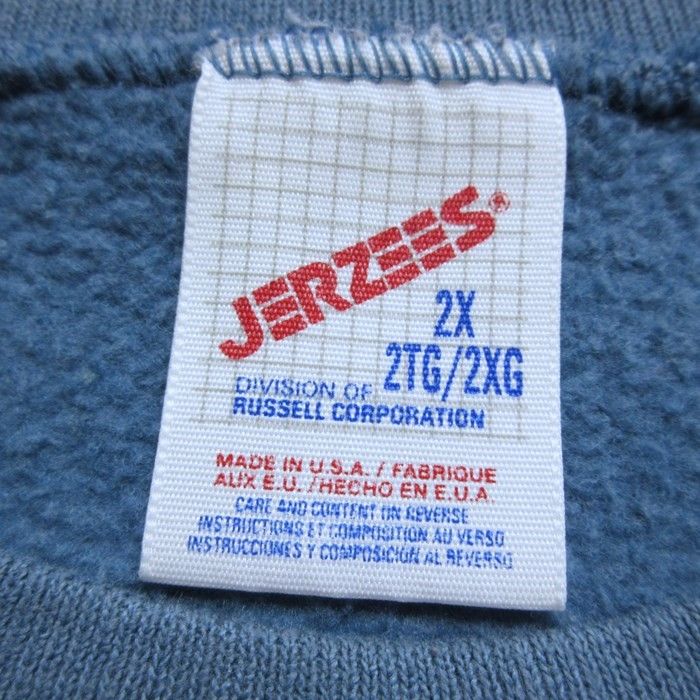 JERZEES®
2X
2TG/2XG
DIVISION OF
RUSSELL CORPORATION
MADE IN U.S.A. / FABRIQUE
AUX E.U. / HECHO EN E.U.A.
CARE AND CONTENT ON REVERSE
INSTRUCTIONS ET COMPOSITION AU VERSO
INSTRUCCIONES Y COMPOSICION AL REVERSO